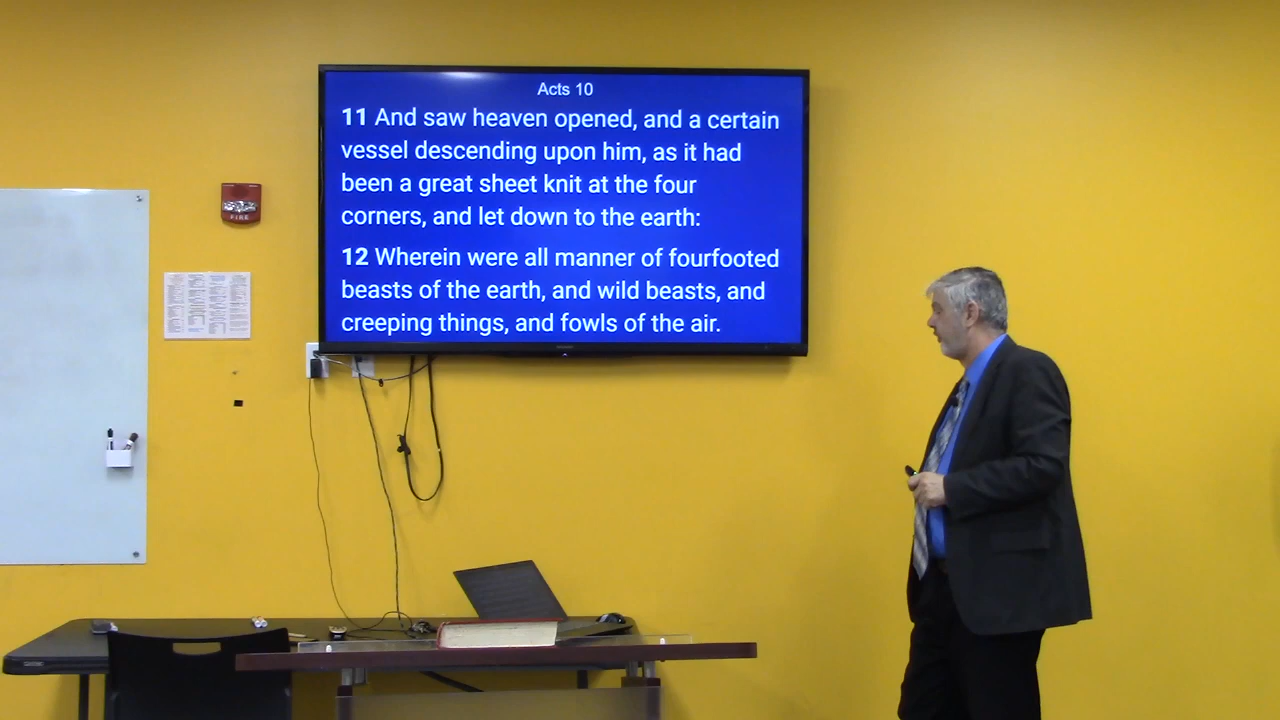 Acts 10
11 And saw heaven opened, and a certain
vessel descending upon him, as it had
been a great sheet knit at the four
corners, and let down to the earth:
12 Wherein were all manner of fourfooted
beasts of the earth, and wild beasts, and
creeping things, and fowls of the air.
FIRE